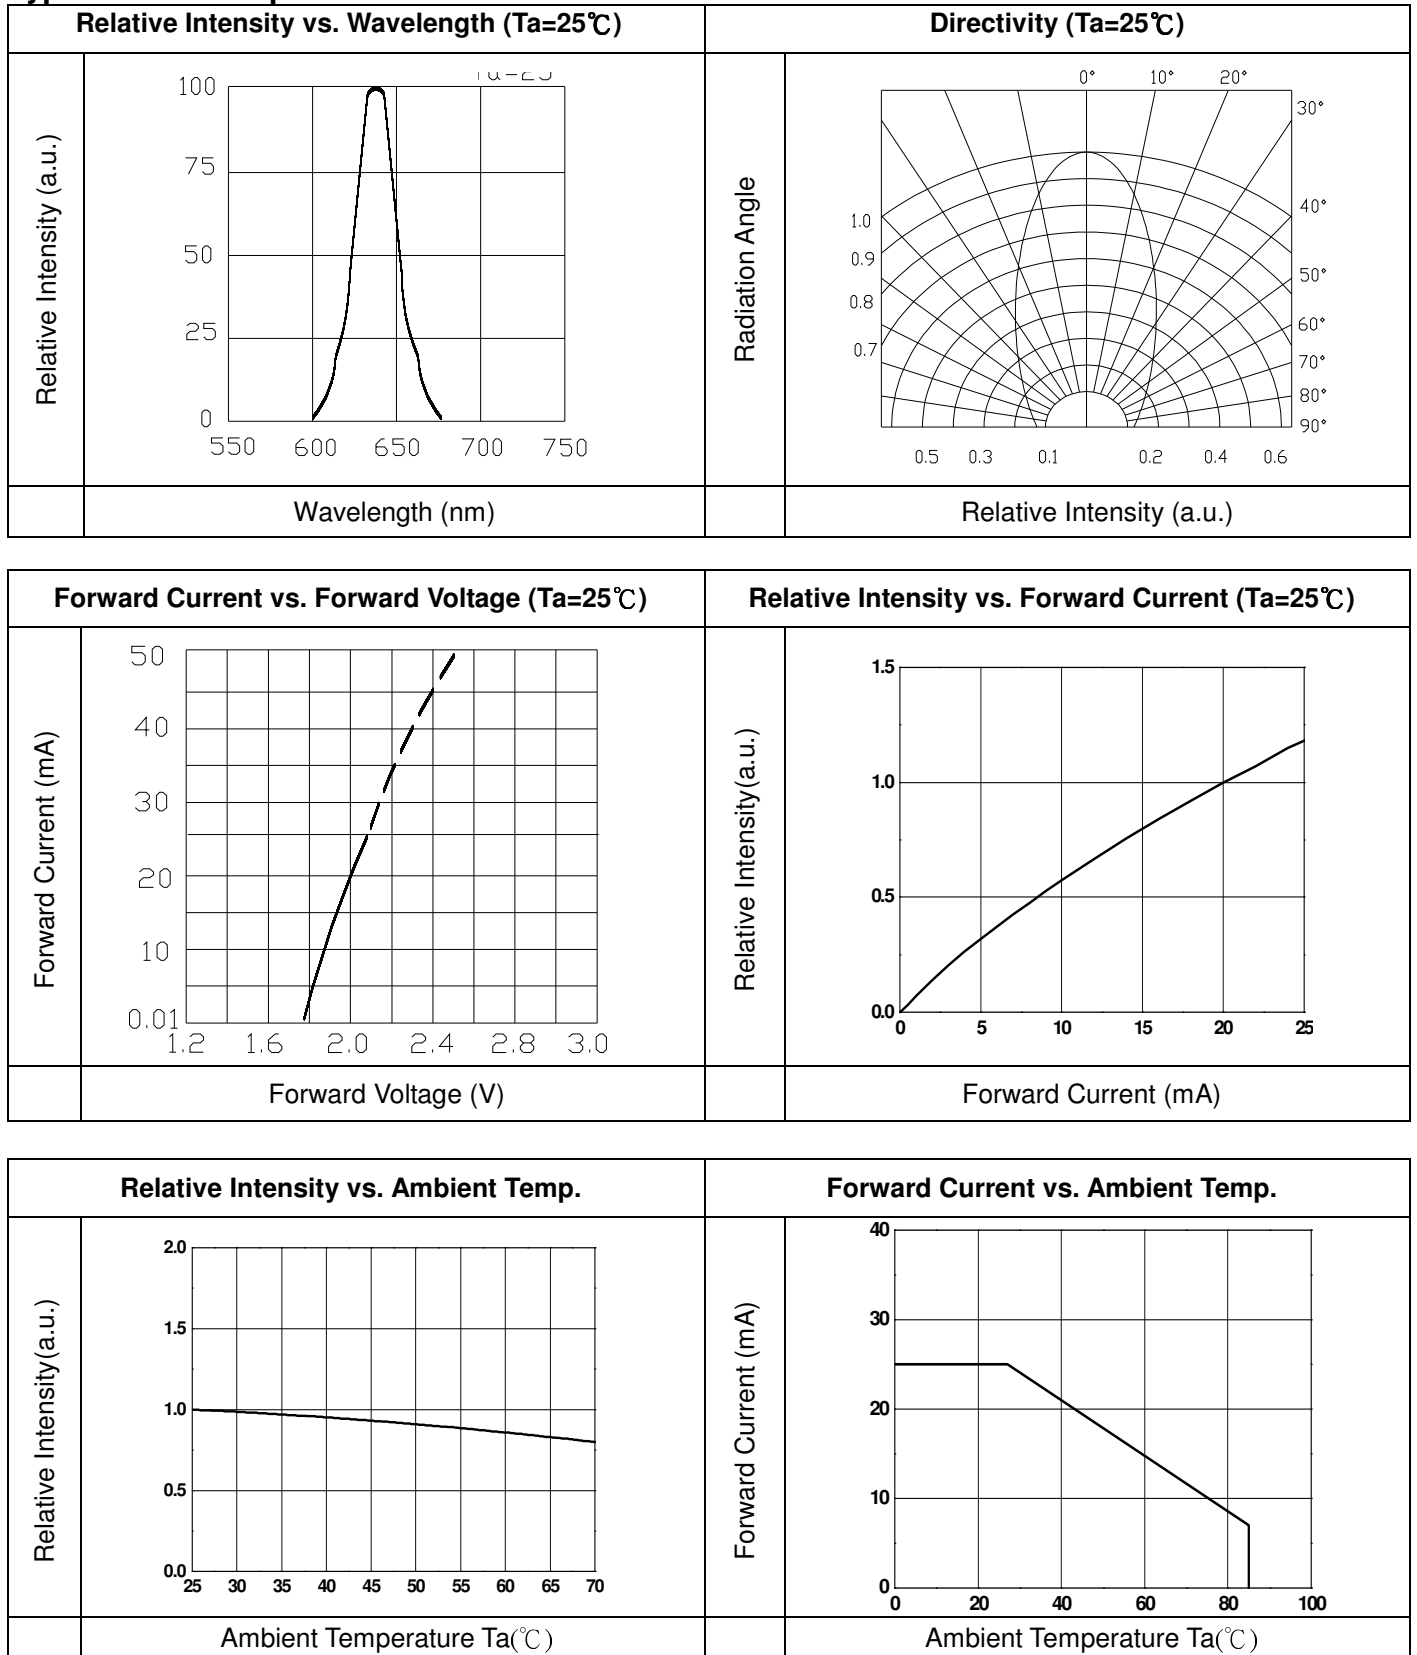 Relative Intensity vs. Wavelength (Ta=25℃)
Directivity (Ta=25℃)
Relative Intensity (a.u.)
100
75
50
25
0
550 600 650 700 750
Wavelength (nm)
Radiation Angle
0° 10° 20°
30°
40°
50°
60°
70°
80°
90°
1.0
0.9
0.8
0.7
0.5 0.3 0.1 0.2 0.4 0.6
Relative Intensity (a.u.)
Forward Current vs. Forward Voltage (Ta=25℃)
Relative Intensity vs. Forward Current (Ta=25℃)
Forward Current (mA)
50
40
30
20
10
0.01
1.2 1.6 2.0 2.4 2.8 3.0
Forward Voltage (V)
Relative Intensity(a.u.)
1.5
1.0
0.5
0.0
0 5 10 15 20 25
Forward Current (mA)
Relative Intensity vs. Ambient Temp.
Forward Current vs. Ambient Temp.
Relative Intensity(a.u.)
2.0
1.5
1.0
0.5
0.0
25 30 35 40 45 50 55 60 65 70
Ambient Temperature Ta(℃)
Forward Current (mA)
40
30
20
10
0
0 20 40 60 80 100
Ambient Temperature Ta(℃)